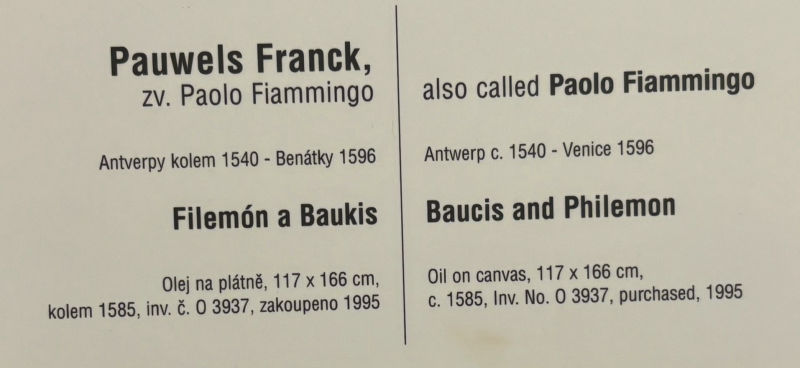 Pauwels Franck,
zv. Paolo Fiammingo
Antverpy kolem 1540 - Benátky 1596
Filemón a Baukis
Olej na plátně, 117 x 166 cm,
kolem 1585, inv. č. O 3937, zakoupeno 1995
also called Paolo Fiammingo
Antwerp c. 1540 - Venice 1596
Baucis and Philemon
Oil on canvas, 117 x 166 cm,
c. 1585, Inv. No. O 3937, purchased, 1995